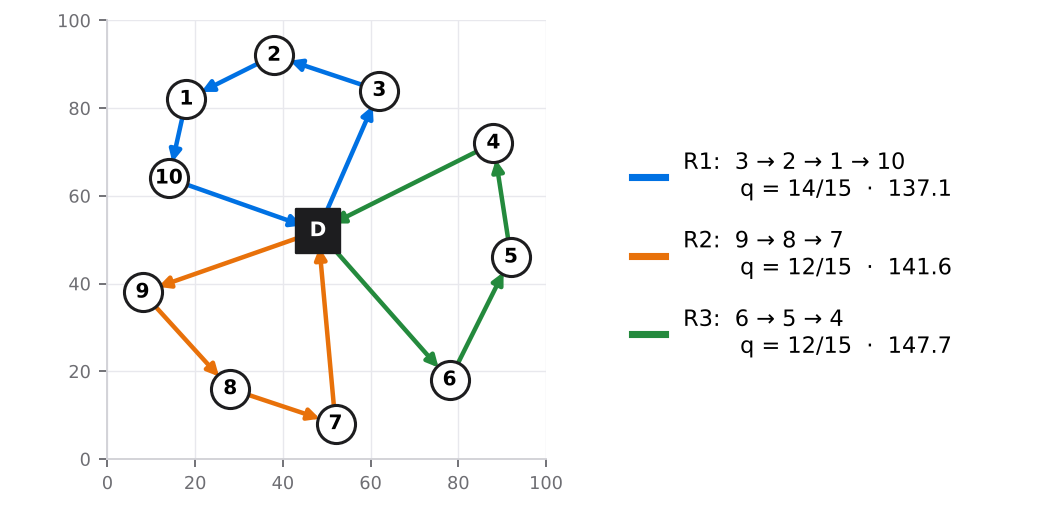 100
80
60
40
20
0
0 20 40 60 80 100
2
3
1
4
10
D
5
9
6
8
7
R1: 3 → 2 → 1 → 10
q = 14/15 · 137.1
R2: 9 → 8 → 7
q = 12/15 · 141.6
R3: 6 → 5 → 4
q = 12/15 · 147.7